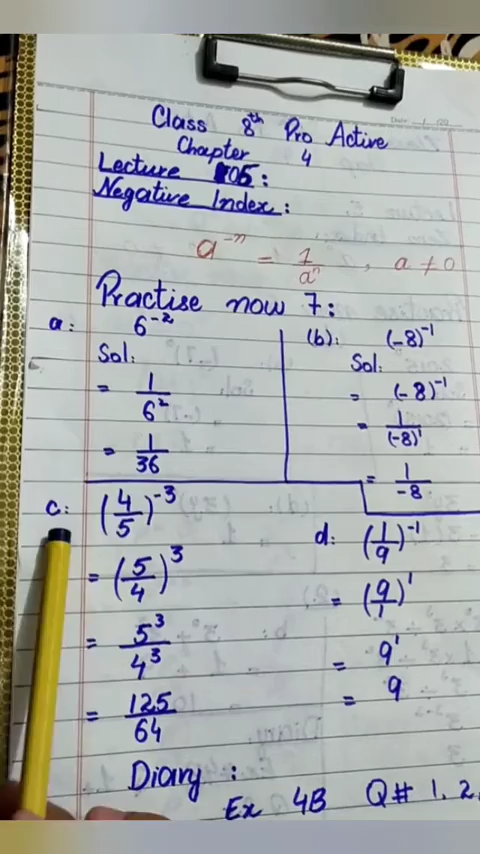 Class 8th Pro Active
Chapter 4
Lecture 05:
Negative Index:
a⁻ⁿ = 1/aⁿ , a ≠ 0
Practise now 7:
a: 6⁻²
Sol:
= 1/6²
= 1/36
(b): (-8)⁻¹
Sol:
= (-8)⁻¹
= 1/(-8)¹
= 1/-8
c: (4/5)⁻³
= (5/4)³
= 5³/4³
= 125/64
d: (1/9)⁻¹
= (9/1)¹
= 9¹
= 9
Diary:
Ex 4B Q# 1, 2,